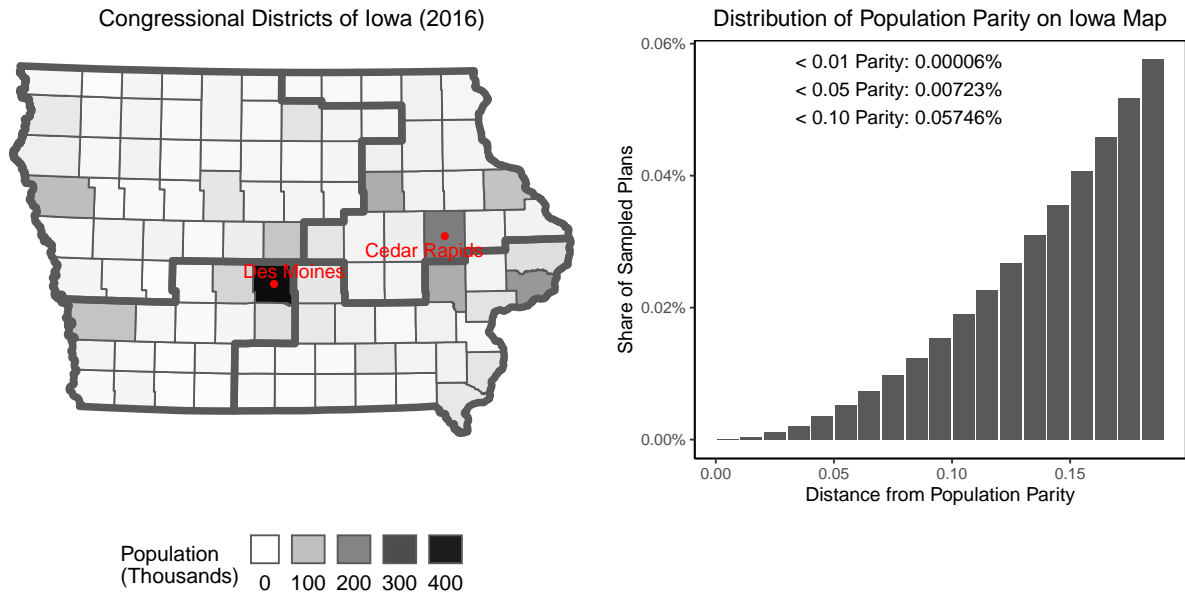 Congressional Districts of Iowa (2016)
Cedar Rapids
Des Moines
Population
(Thousands)
0 100 200 300 400
Distribution of Population Parity on Iowa Map
< 0.01 Parity: 0.00006%
< 0.05 Parity: 0.00723%
< 0.10 Parity: 0.05746%
Share of Sampled Plans
0.06%
0.04%
0.02%
0.00%
0.00 0.05 0.10 0.15
Distance from Population Parity